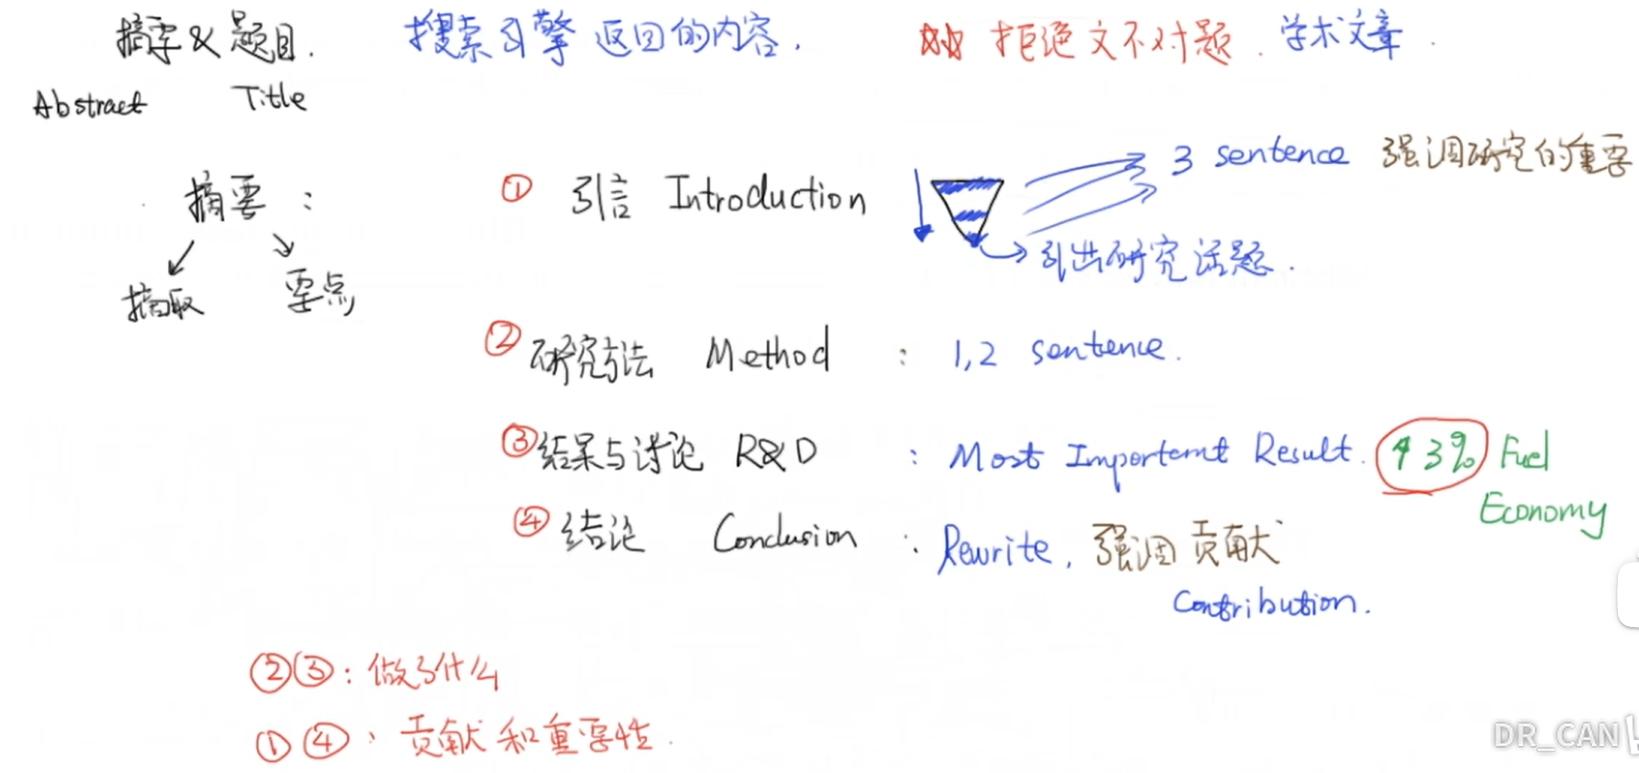 摘要&题目. 搜索引擎返回的内容. 拒绝文不对题. 学术文章.
Abstract Title
摘要:
摘取 要点
① 引言 Introduction 3 sentence 强调研究的重要
引出研究话题.
② 研究方法 Method : 1,2 sentence.
③ 结果与讨论 R&D : Most Importemt Result. ↑3% Fuel
Economy
④ 结论 Conclusion : Rewrite, 强调贡献
Contribution.
②③: 做了什么
①④: 贡献和重要性.
DR_CAN